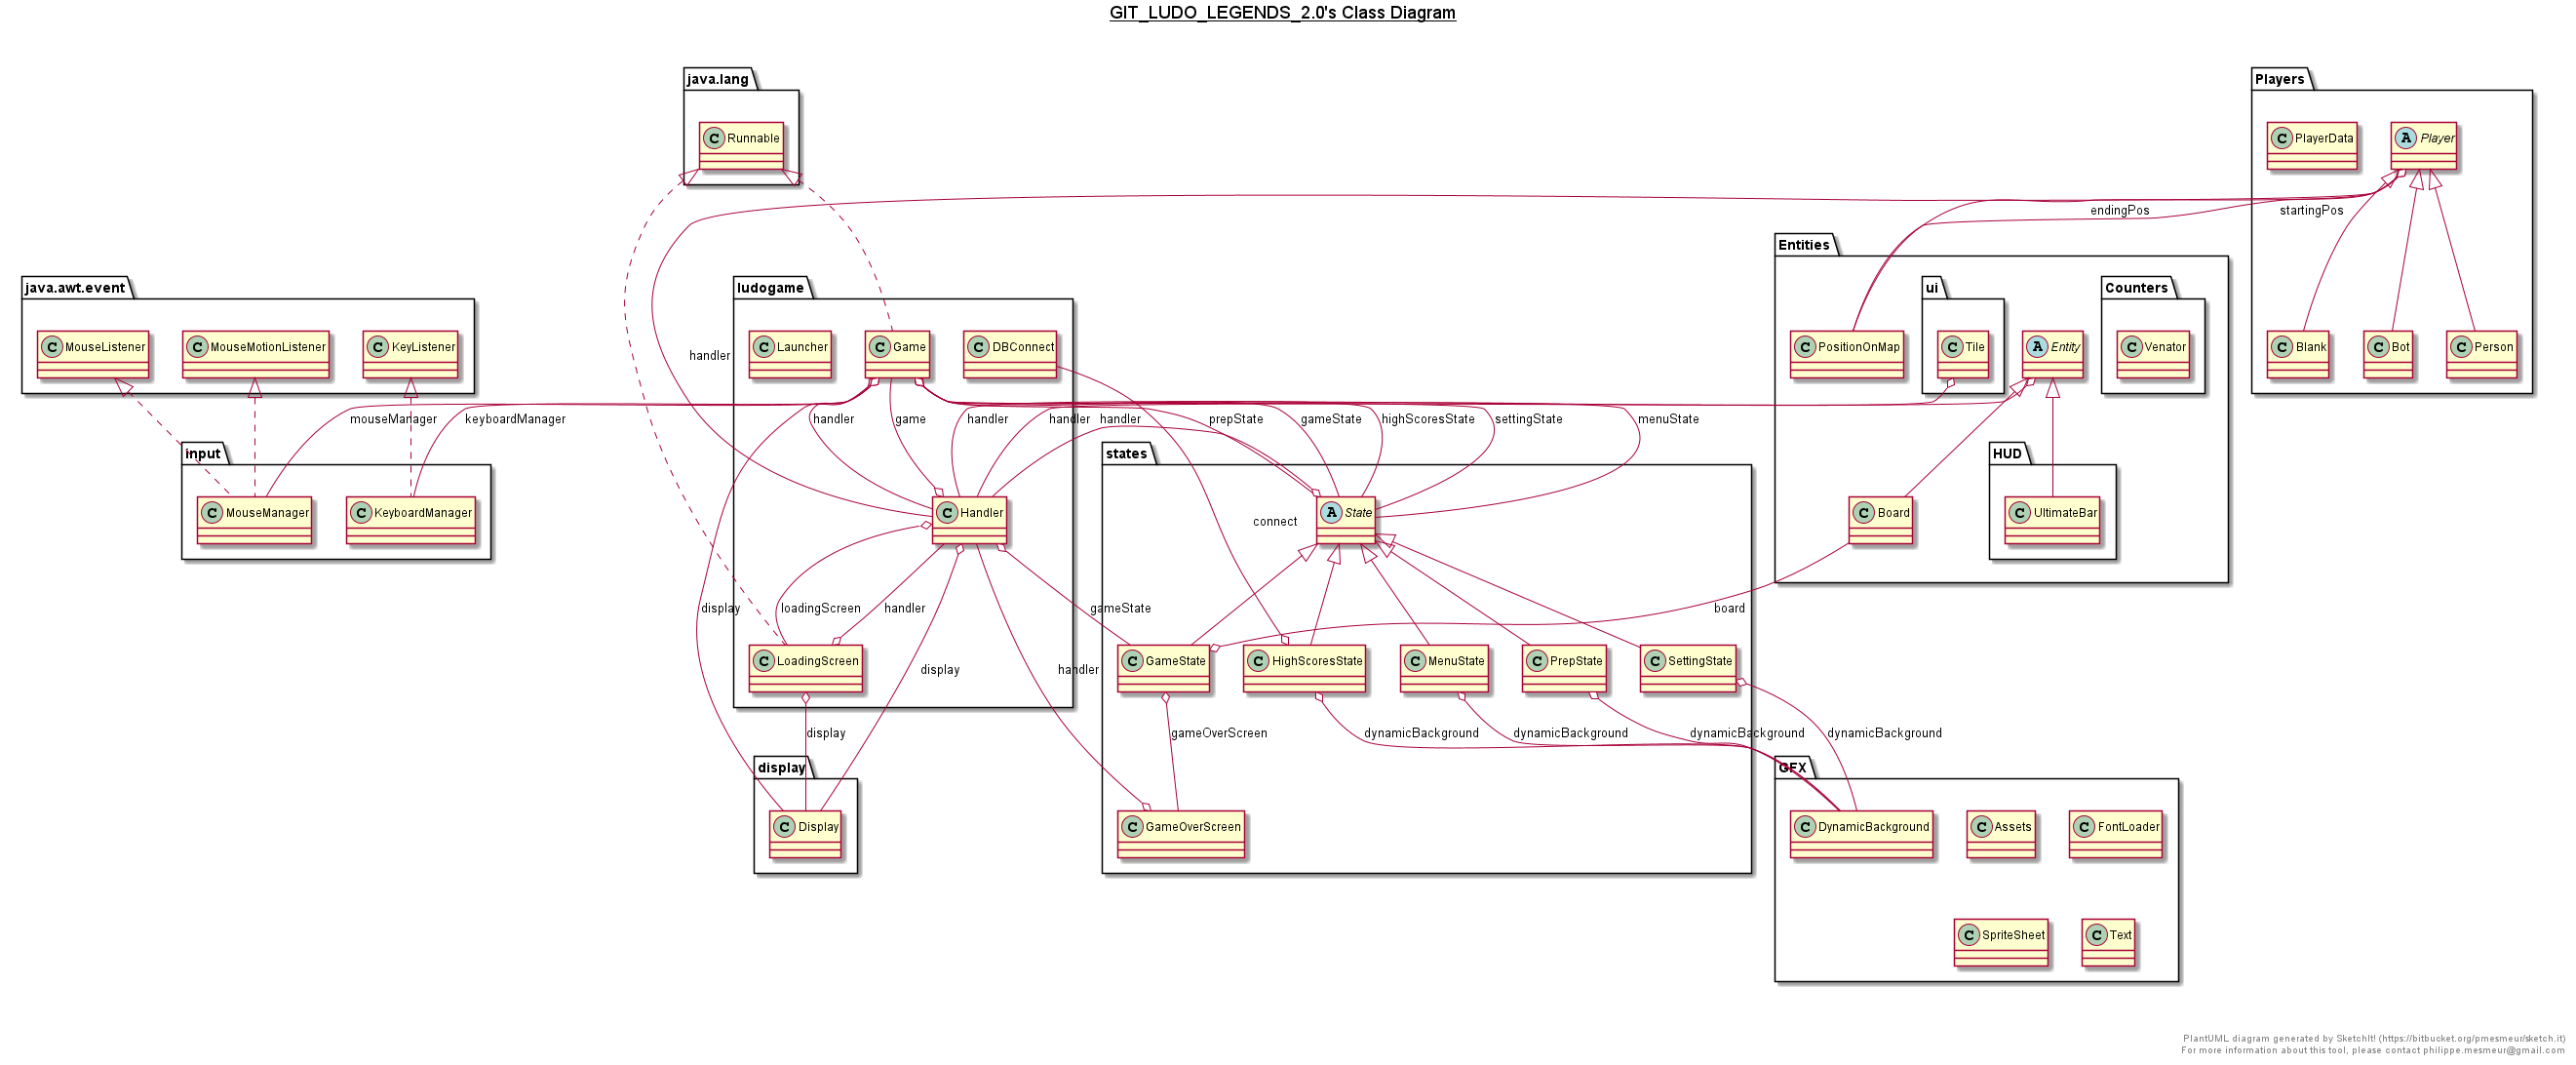 GIT_LUDO_LEGENDS_2.0's Class Diagram
java.lang
C Runnable
Players
C PlayerData
A Player
endingPos
startingPos
Entities
ui
Counters
java.awt.event
ludogame
C MouseListener
C MouseMotionListener
C KeyListener
C Launcher
C Game
C DBConnect
C PositionOnMap
C Tile
A Entity
C Venator
C Blank
C Bot
C Person
handler
mouseManager
keyboardManager
handler
game
handler
handler
handler
prepState
gameState
highScoresState
settingState
menuState
input
states
HUD
C MouseManager
C KeyboardManager
C Handler
connect
A State
C Board
C UltimateBar
display
loadingScreen
handler
gameState
board
C LoadingScreen
display
handler
C GameState
C HighScoresState
C MenuState
C PrepState
C SettingState
display
gameOverScreen
dynamicBackground
dynamicBackground
dynamicBackground
dynamicBackground
display
GFX
C Display
C GameOverScreen
C DynamicBackground
C Assets
C FontLoader
C SpriteSheet
C Text
PlantUML diagram generated by SketchIt! (https://bitbucket.org/pmesmeur/sketch.it)
For more information about this tool, please contact philippe.mesmeur@gmail.com